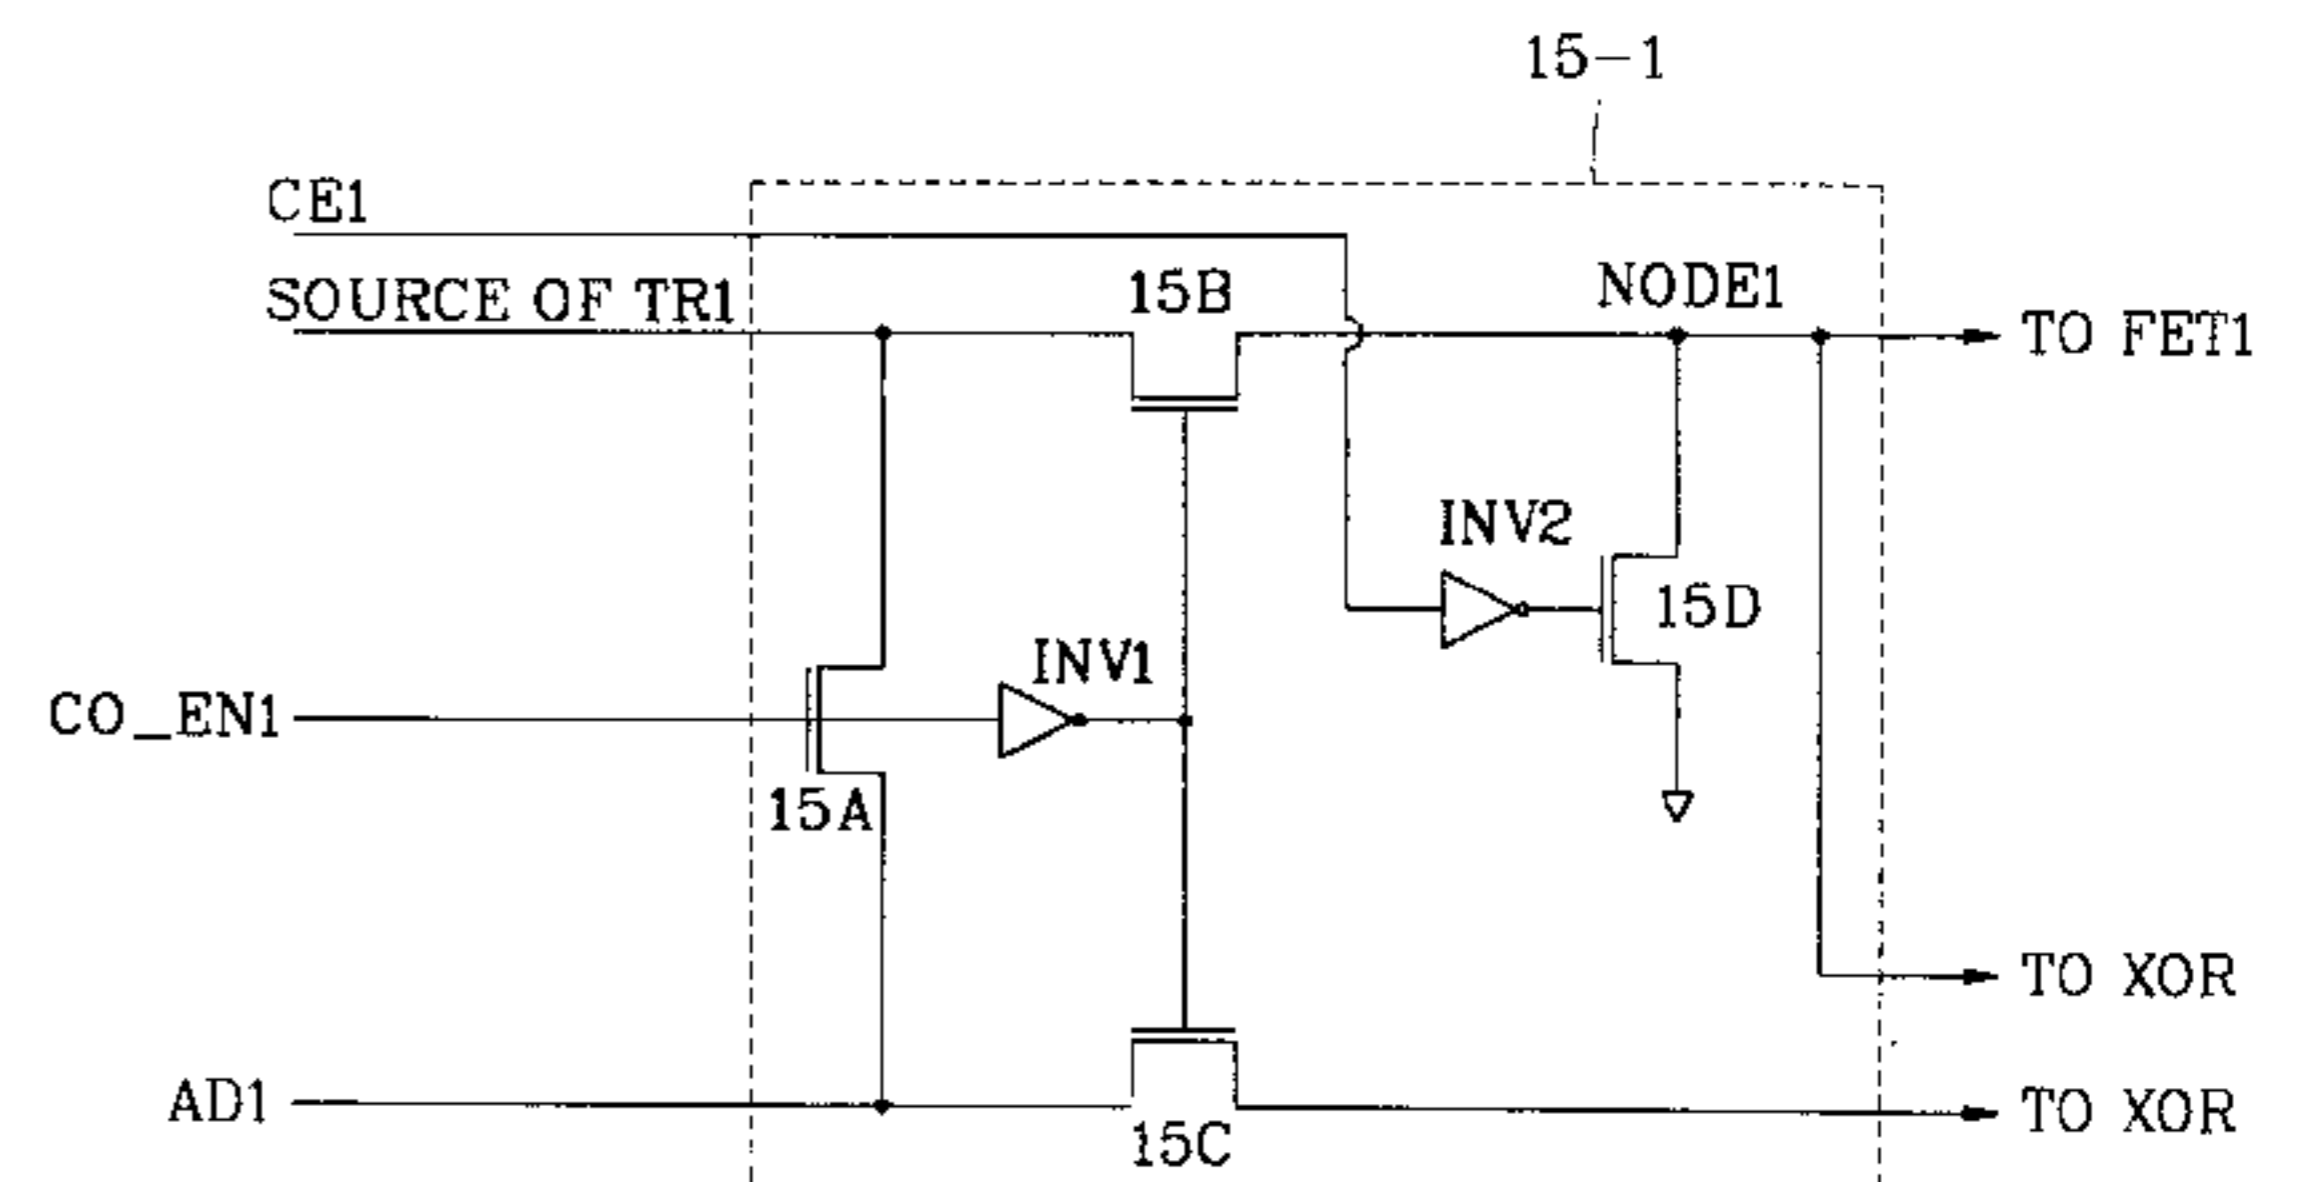 15-1
CE1
SOURCE OF TR1
15B
NODE1
TO FET1
INV2
15D
INV1
CO_EN1
15A
TO XOR
AD1
TO XOR
15C